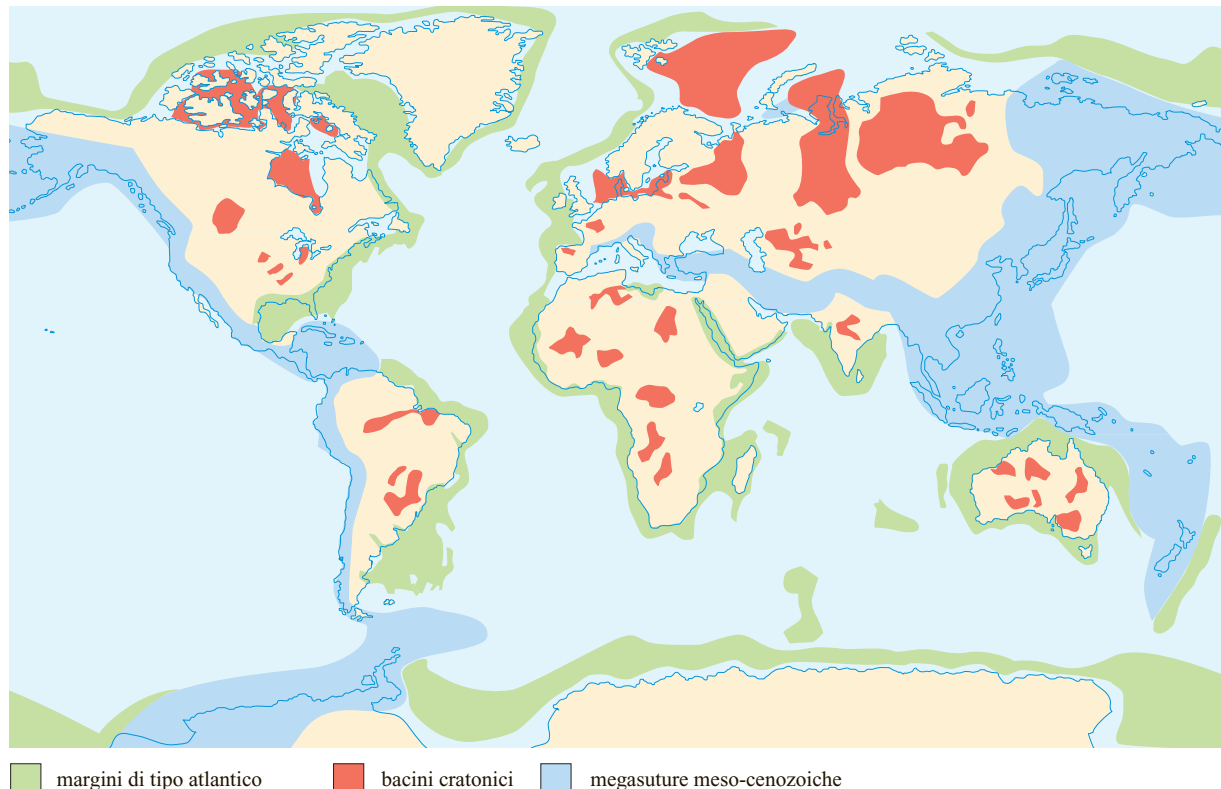 margini di tipo atlantico
bacini cratonici
megasuture meso-cenozoiche